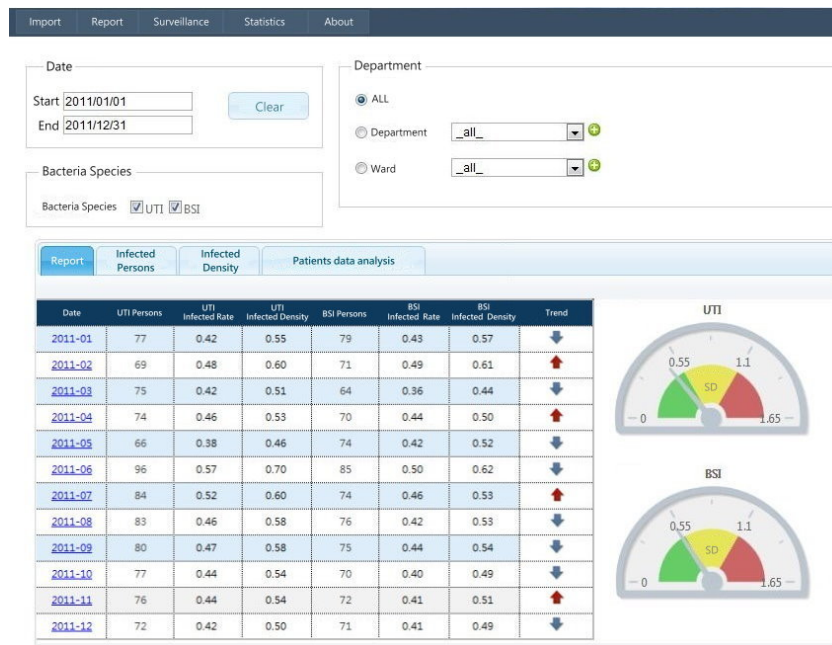 Import Report Surveillance Statistics About
Date
Start 2011/01/01
End 2011/12/31
Clear
Department
ALL
Department _all_
Ward _all_
Bacteria Species
Bacteria Species UTI BSI
Report Infected Persons Infected Density Patients data analysis
Date UTI Persons UTI Infected Rate UTI Infected Density BSI Persons BSI Infected Rate BSI Infected Density Trend
2011-01 77 0.42 0.55 79 0.43 0.57
2011-02 69 0.48 0.60 71 0.49 0.61
2011-03 75 0.42 0.51 64 0.36 0.44
2011-04 74 0.46 0.53 70 0.44 0.50
2011-05 66 0.38 0.46 74 0.42 0.52
2011-06 96 0.57 0.70 85 0.50 0.62
2011-07 84 0.52 0.60 74 0.46 0.53
2011-08 83 0.46 0.58 76 0.42 0.53
2011-09 80 0.47 0.58 75 0.44 0.54
2011-10 77 0.44 0.54 70 0.40 0.49
2011-11 76 0.44 0.54 72 0.41 0.51
2011-12 72 0.42 0.50 71 0.41 0.49
UTI
0.55 1.1
SD
0 1.65
BSI
0.55 1.1
SD
0 1.65